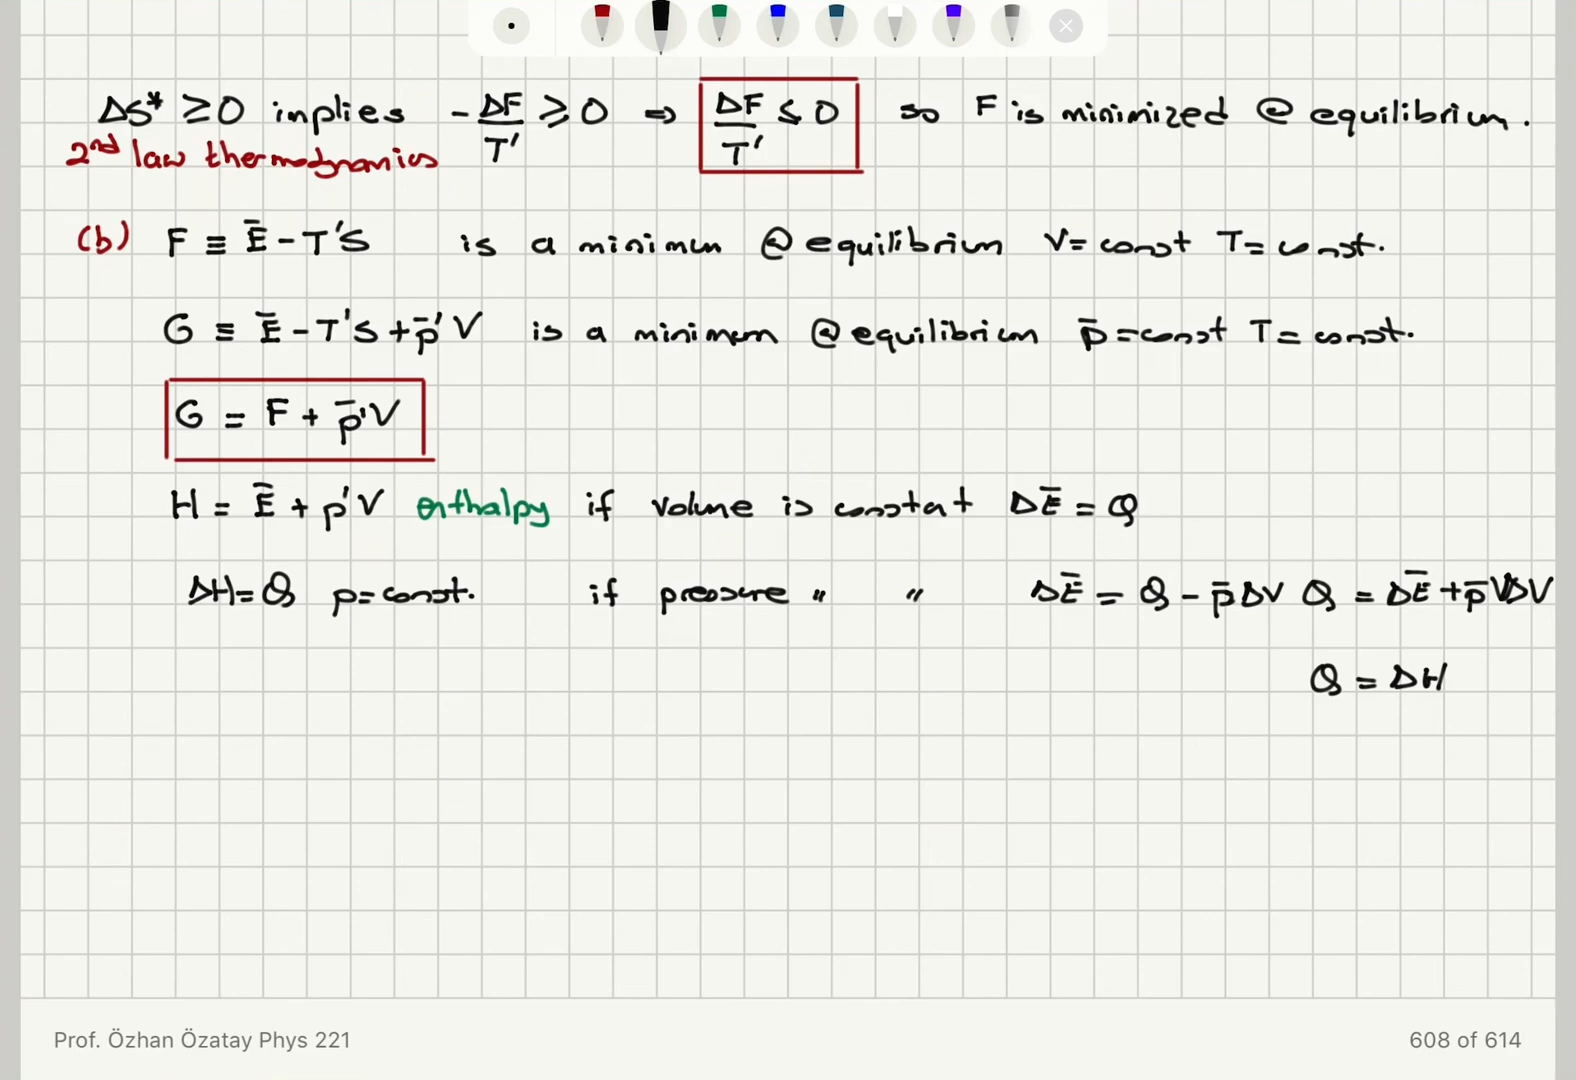 ΔS* ≥ 0 implies -ΔF/T' ≥ 0 ⇒ ΔF/T' ≤ 0 so F is minimized @ equilibrium.
2nd law thermodynamics
(b) F ≡ Ē - T'S is a minimum @ equilibrium V = const T = const.
G ≡ Ē - T'S + p̄'V is a minimum @ equilibrium p̄ = const T = const.
G = F + p̄'V
H = Ē + p'V enthalpy if volume is constat ΔĒ = Q
ΔH = Q p = const. if pressure " " ΔĒ = Q - p̄ΔV Q = ΔĒ + p̄ΔV
Q = ΔH
Prof. Özhan Özatay Phys 221 608 of 614